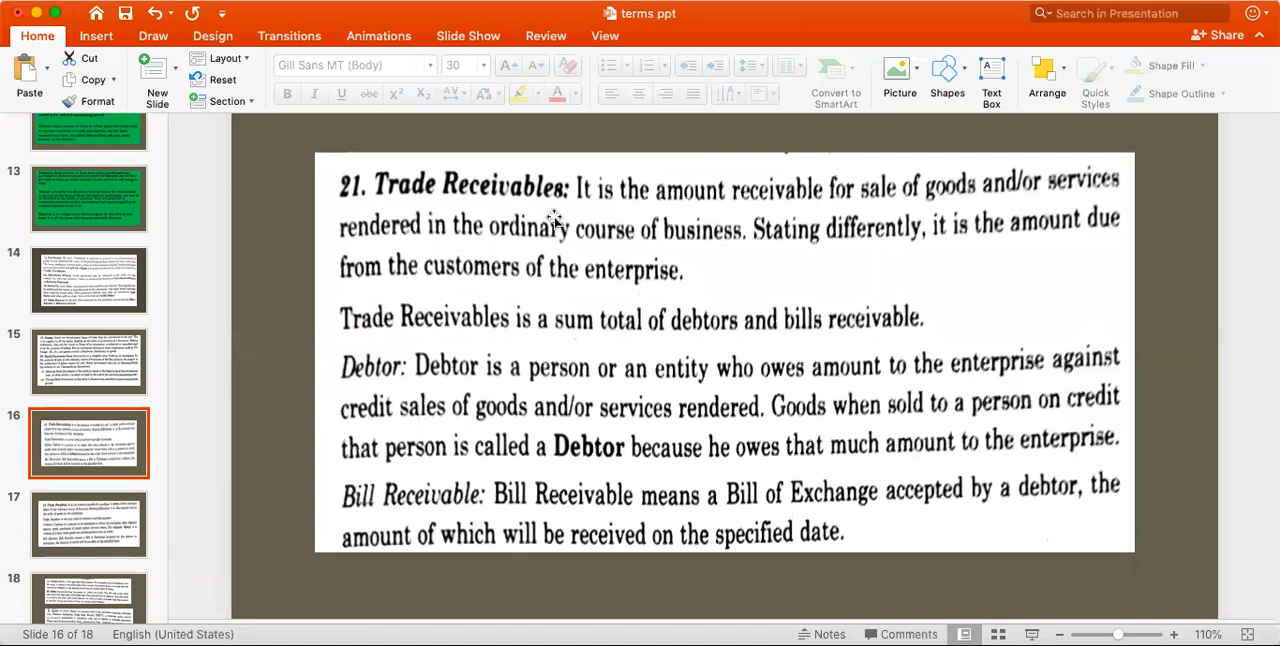 terms ppt
Search in Presentation
Home Insert Draw Design Transitions Animations Slide Show Review View
Share
Paste
Cut
Copy
Format
New Slide
Layout
Reset
Section
Gill Sans MT (Body) 30
B I U abc X² X₂ AV Aa A
Convert to SmartArt
Picture
Shapes
Text Box
Arrange
Quick Styles
Shape Fill
Shape Outline
13
14
15
16
17
18
21. Trade Receivables: It is the amount receivable for sale of goods and/or services
rendered in the ordinary course of business. Stating differently, it is the amount due
from the customers of the enterprise.
Trade Receivables is a sum total of debtors and bills receivable.
Debtor: Debtor is a person or an entity who owes amount to the enterprise against
credit sales of goods and/or services rendered. Goods when sold to a person on credit
that person is called a Debtor because he owes that much amount to the enterprise.
Bill Receivable: Bill Receivable means a Bill of Exchange accepted by a debtor, the
amount of which will be received on the specified date.
Slide 16 of 18 English (United States) Notes Comments 110%